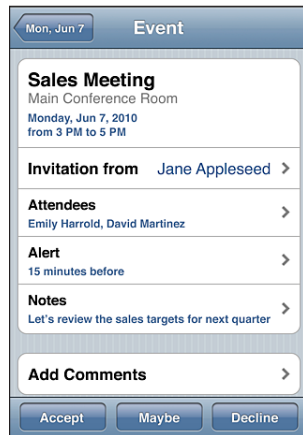 Mon, Jun 7
Event
Sales Meeting
Main Conference Room
Monday, Jun 7, 2010
from 3 PM to 5 PM
Invitation from Jane Appleseed
Attendees
Emily Harrold, David Martinez
Alert
15 minutes before
Notes
Let's review the sales targets for next quarter
Add Comments
Accept
Maybe
Decline